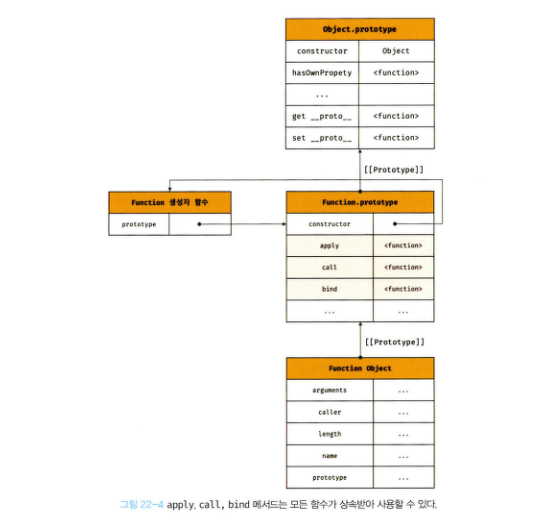 Object.prototype
constructor Object
hasOwnPropety <function>
...
get __proto__ <function>
set __proto__ <function>
[[Prototype]]
Function 생성자 함수
prototype
Function.prototype
constructor
apply <function>
call <function>
bind <function>
... ...
[[Prototype]]
Function Object
arguments ...
caller ...
length ...
name ...
prototype ...
그림 22-4 apply, call, bind 메서드는 모든 함수가 상속받아 사용할 수 있다.